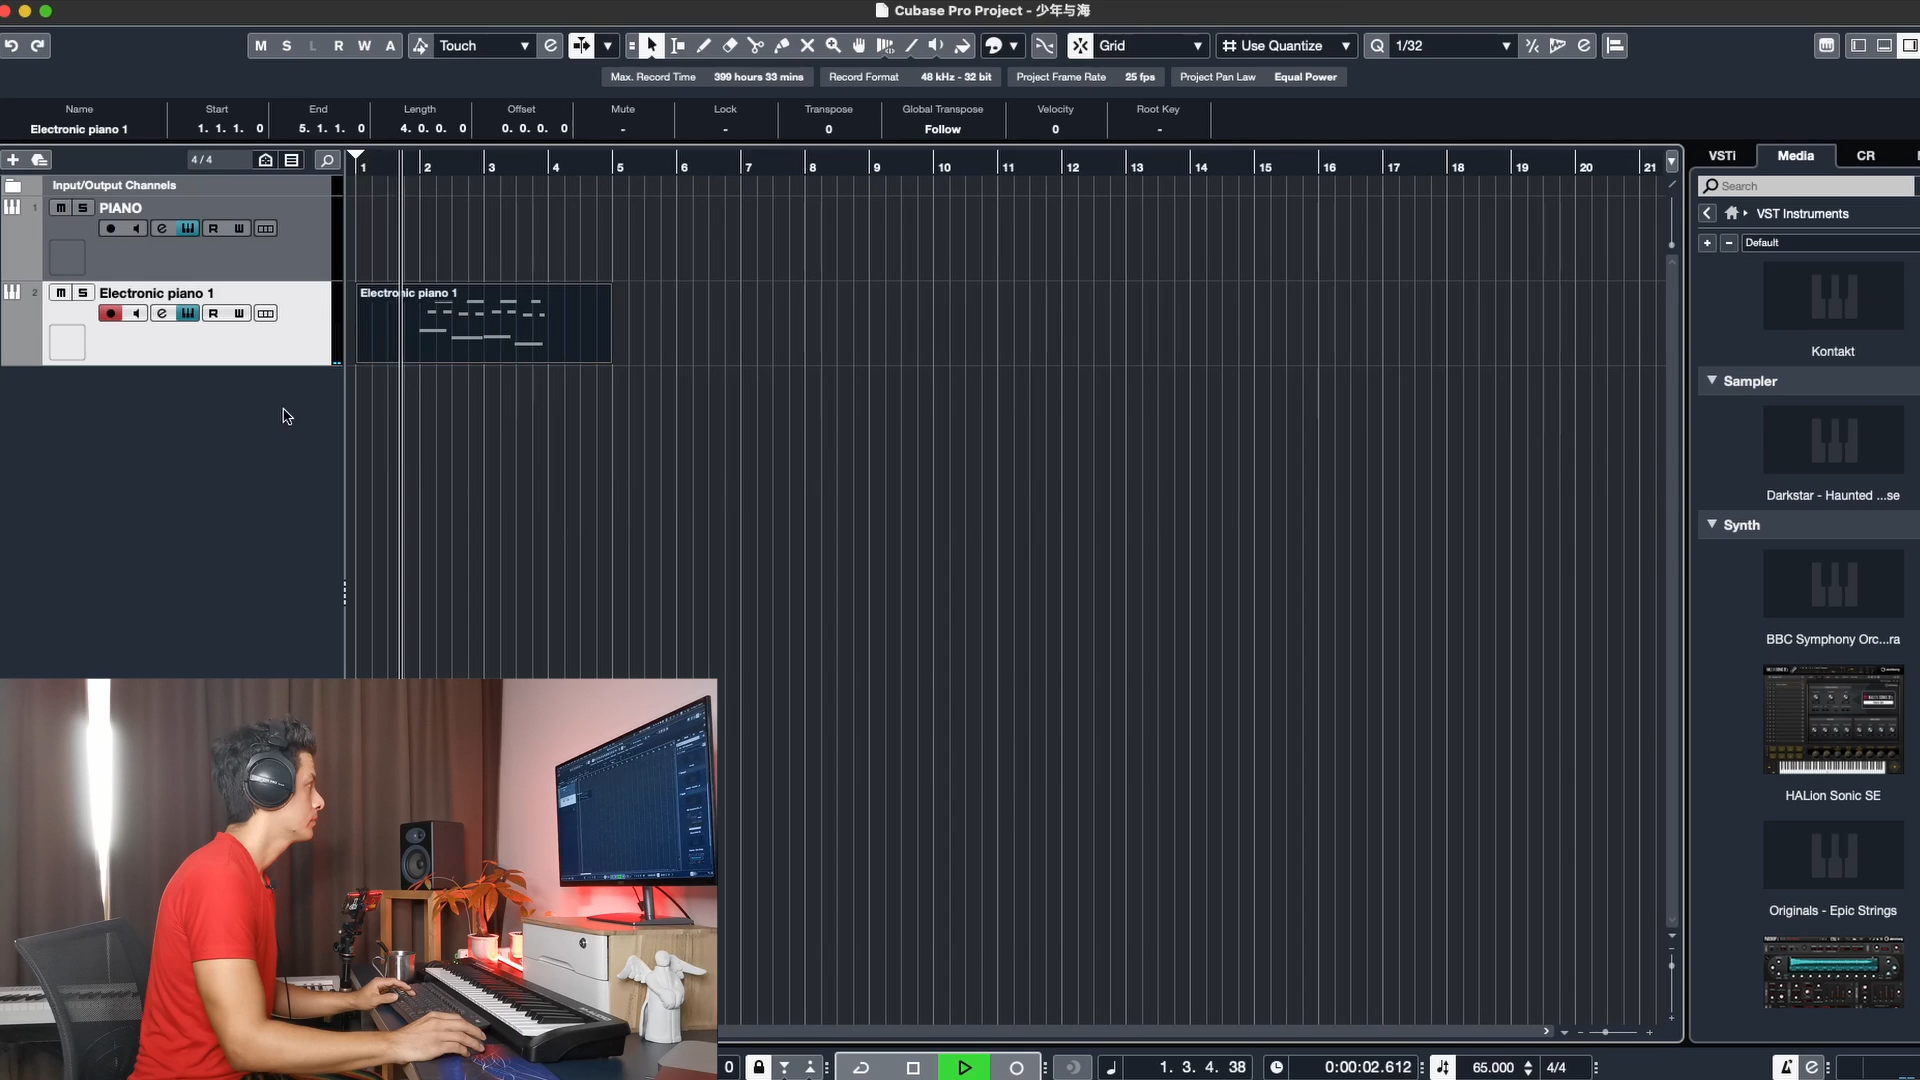 Cubase Pro Project - 少年与海
M S L R W A Touch Grid Use Quantize Q 1/32
Max. Record Time 399 hours 33 mins Record Format 48 kHz - 32 bit Project Frame Rate 25 fps Project Pan Law Equal Power
Name Start End Length Offset Mute Lock Transpose Global Transpose Velocity Root Key
Electronic piano 1 1. 1. 1. 0 5. 1. 1. 0 4. 0. 0. 0 0. 0. 0. 0 - - 0 Follow 0 -
4/4 1 2 3 4 5 6 7 8 9 10 11 12 13 14 15 16 17 18 19 20 21
VSTi Media CR
Input/Output Channels
Search
1 M S PIANO
R W
VST Instruments
Default
2 M S Electronic piano 1
R W
Electronic piano 1
Kontakt
Sampler
Darkstar - Haunted ...se
Synth
BBC Symphony Orc...ra
HALion Sonic SE
Originals - Epic Strings
0 1. 3. 4. 38 0:00:02.612 65.000 4/4